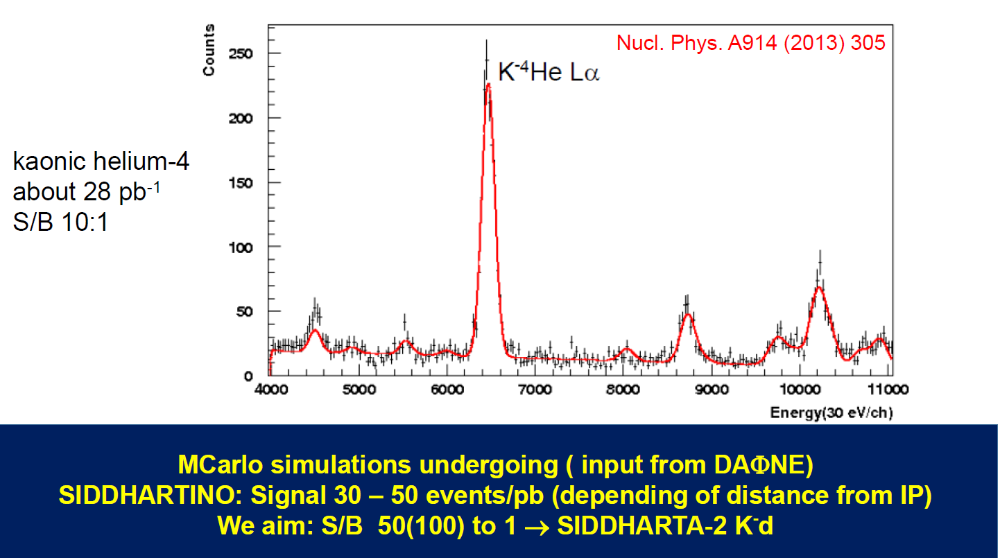 Counts
Nucl. Phys. A914 (2013) 305
K⁻⁴He Lα
250
200
150
100
50
0
kaonic helium-4
about 28 pb⁻¹
S/B 10:1
4000 5000 6000 7000 8000 9000 10000 11000
Energy(30 eV/ch)
MCarlo simulations undergoing ( input from DAΦNE)
SIDDHARTINO: Signal 30 – 50 events/pb (depending of distance from IP)
We aim: S/B 50(100) to 1 → SIDDHARTA-2 K⁻d